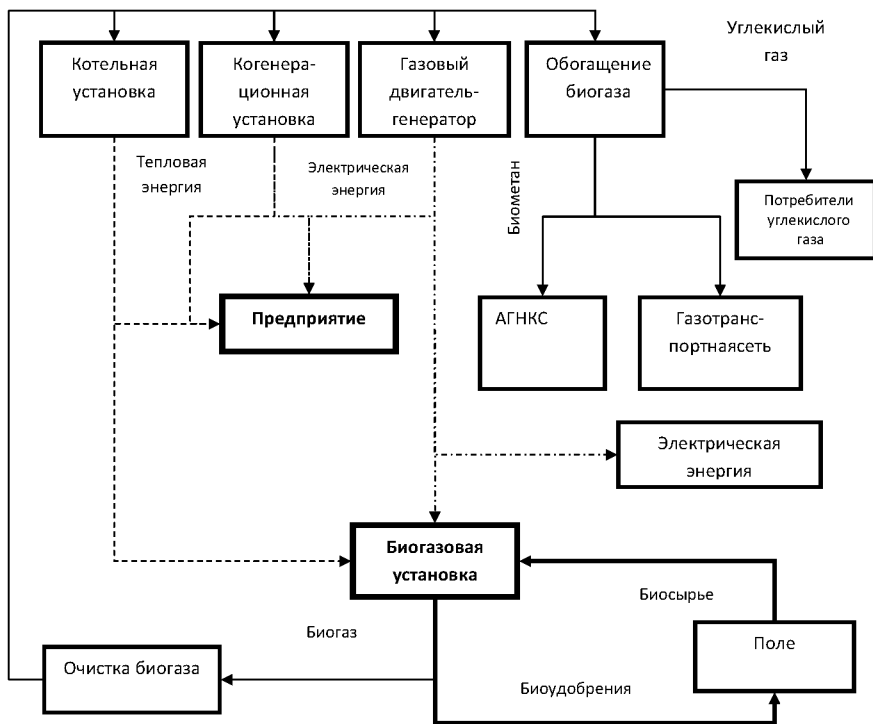 Углекислый
газ
Котельная
установка
Когенера-
ционная
установка
Газовый
двигатель-
генератор
Обогащение
биогаза
Тепловая
энергия
Электрическая
энергия
Биометан
Потребители
углекислого
газа
Предприятие
АГНКС
Газотранс-
портнаясеть
Электрическая
энергия
Биогазовая
установка
Биосырье
Биогаз
Поле
Очистка биогаза
Биоудобрения